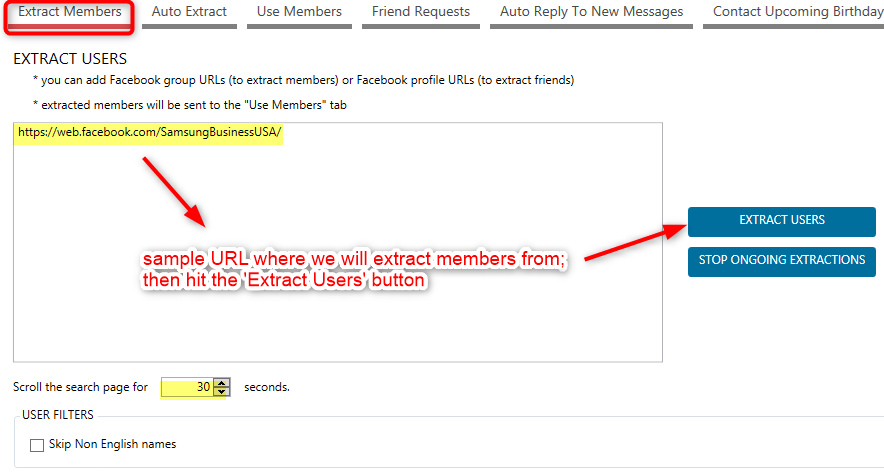 Extract Members
Auto Extract
Use Members
Friend Requests
Auto Reply To New Messages
Contact Upcoming Birthday
EXTRACT USERS
* you can add Facebook group URLs (to extract members) or Facebook profile URLs (to extract friends)
* extracted members will be sent to the "Use Members" tab
https://web.facebook.com/SamsungBusinessUSA/
EXTRACT USERS
sample URL where we will extract members from;
then hit the 'Extract Users' button
STOP ONGOING EXTRACTIONS
Scroll the search page for 30 seconds.
USER FILTERS
Skip Non English names